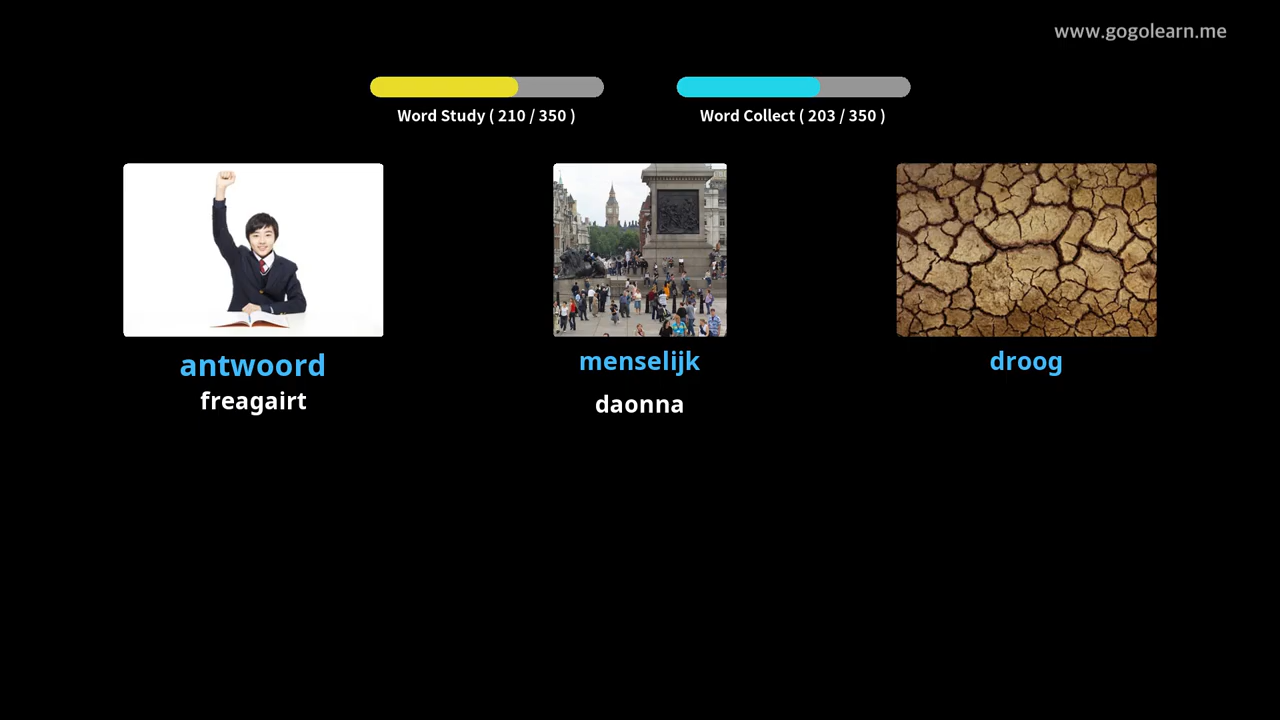 www.gogolearn.me
Word Study ( 210 / 350 )
Word Collect ( 203 / 350 )
antwoord
freagairt
menselijk
daonna
droog